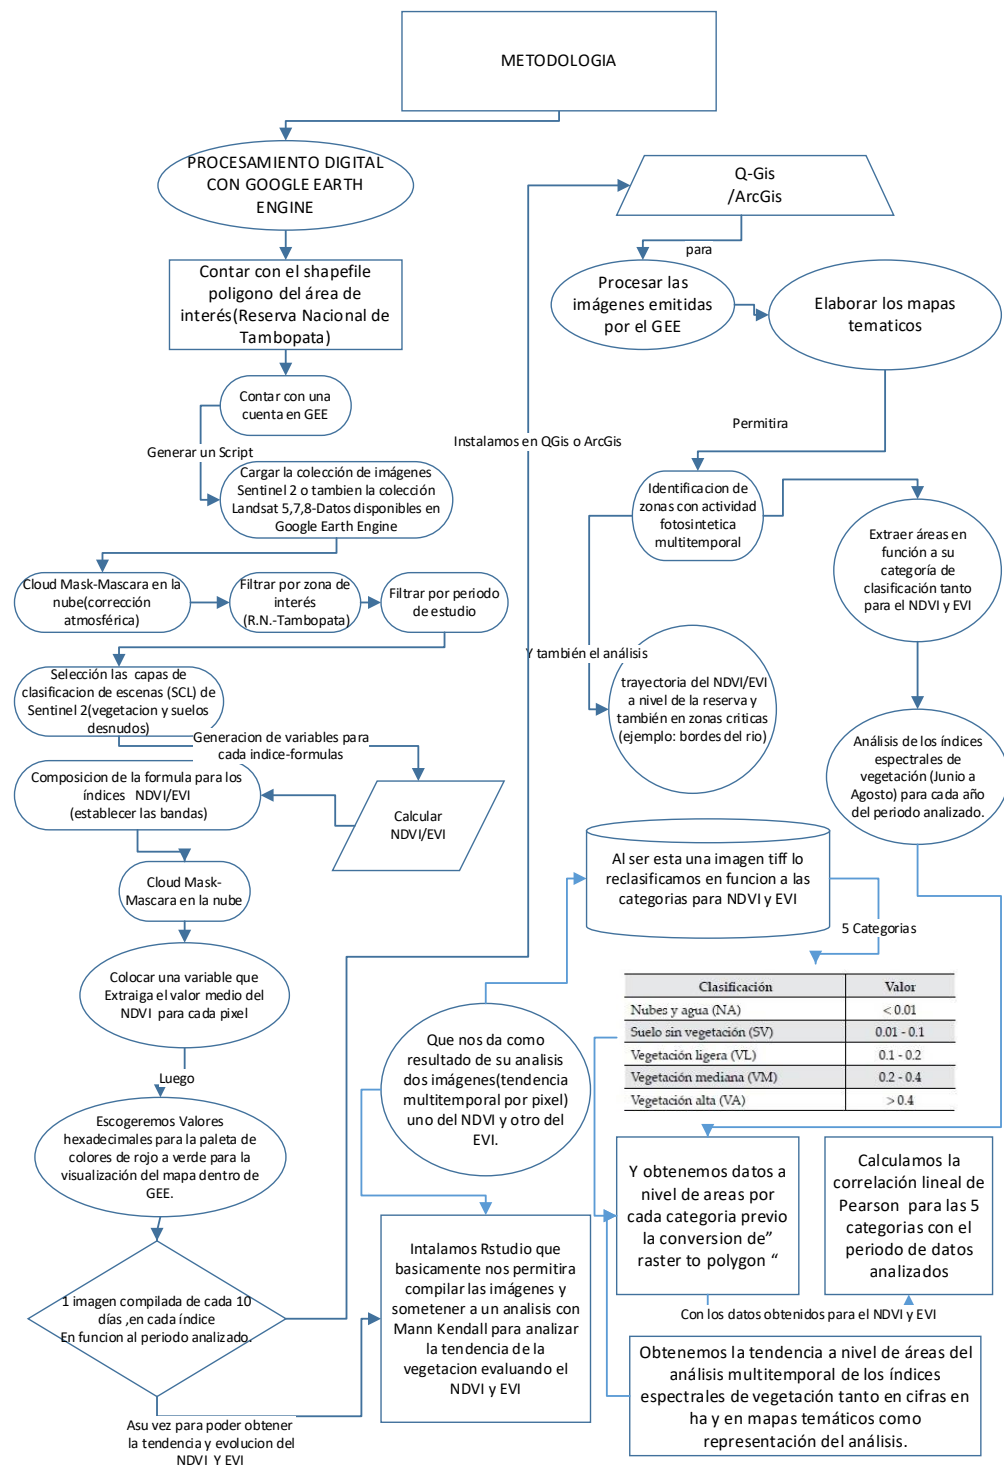 METODOLOGIA
PROCESAMIENTO DIGITAL
CON GOOGLE EARTH
ENGINE
Contar con el shapefile
poligono del área de
interés(Reserva Nacional de
Tambopata)
Contar con una
cuenta en GEE
Generar un Script
Cargar la colección de imágenes
Sentinel 2 o tambien la colección
Landsat 5,7,8-Datos disponibles en
Google Earth Engine
Cloud Mask-Mascara en la
nube(corrección
atmosférica)
Filtrar por zona de
interés
(R.N.-Tambopata)
Filtrar por periodo
de estudio
Selección las capas de
clasificacion de escenas (SCL) de
Sentinel 2(vegetacion y suelos
desnudos)
Generacion de variables para
cada indice-formulas
Calcular
NDVI/EVI
Composicion de la formula para los
índices NDVI/EVI
(establecer las bandas)
Cloud Mask-
Mascara en la nube
Colocar una variable que
Extraiga el valor medio del
NDVI para cada pixel
Luego
Escogeremos Valores
hexadecimales para la paleta de
colores de rojo a verde para la
visualización del mapa dentro de
GEE.
1 imagen compilada de cada 10
días ,en cada índice
En funcion al periodo analizado.
Asu vez para poder obtener
la tendencia y evolucion del
NDVI Y EVI
Instalamos en QGis o ArcGis
Q-Gis
/ArcGis
para
Procesar las
imágenes emitidas
por el GEE
Elaborar los mapas
tematicos
Permitira
Identificacion de
zonas con actividad
fotosintetica
multitemporal
Extraer áreas en
función a su
categoría de
clasificación tanto
para el NDVI y EVI
Y también el análisis
trayectoria del NDVI/EVI
a nivel de la reserva y
también en zonas criticas
(ejemplo: bordes del rio)
Análisis de los índices
espectrales de
vegetación (Junio a
Agosto) para cada año
del periodo analizado.
Al ser esta una imagen tiff lo
reclasificamos en funcion a las
categorias para NDVI y EVI
5 Categorias
Clasificación Valor
Nubes y agua (NA) < 0.01
Suelo sin vegetación (SV) 0.01 - 0.1
Vegetación ligera (VL) 0.1 - 0.2
Vegetación mediana (VM) 0.2 - 0.4
Vegetación alta (VA) > 0.4
Que nos da como
resultado de su analisis
dos imágenes(tendencia
multitemporal por pixel)
uno del NDVI y otro del
EVI.
Intalamos Rstudio que
basicamente nos permitira
compilar las imágenes y
sometener a un analisis con
Mann Kendall para analizar
la tendencia de la
vegetacion evaluando el
NDVI y EVI
Y obtenemos datos a
nivel de areas por
cada categoria previo
la conversion de”
raster to polygon “
Calculamos la
correlación lineal de
Pearson para las 5
categorias con el
periodo de datos
analizados
Con los datos obtenidos para el NDVI y EVI
Obtenemos la tendencia a nivel de áreas del
análisis multitemporal de los índices
espectrales de vegetación tanto en cifras en
ha y en mapas temáticos como
representación del análisis.